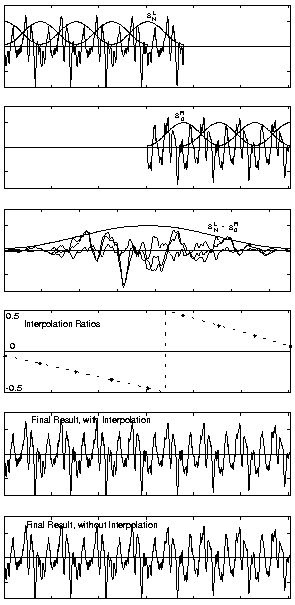 S_N^L
S_0^R
S_N^L - S_0^R
0.5
Interpolation Ratios
0
-0.5
Final Result, with Interpolation
Final Result, without Interpolation